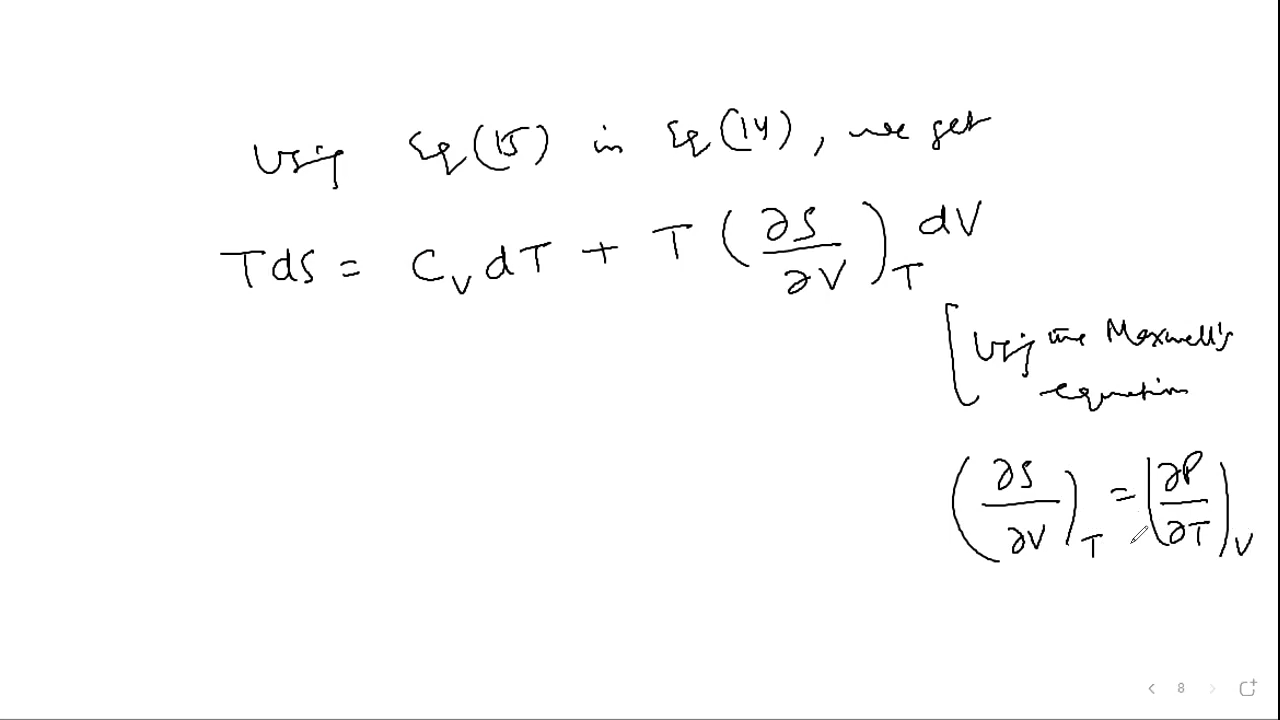 Using Eq(15) in Eq(14), we get
TdS = C_V dT + T (∂S/∂V)_T dV
[Using the Maxwell's
equation
(∂S/∂V)_T = (∂P/∂T)_V
8